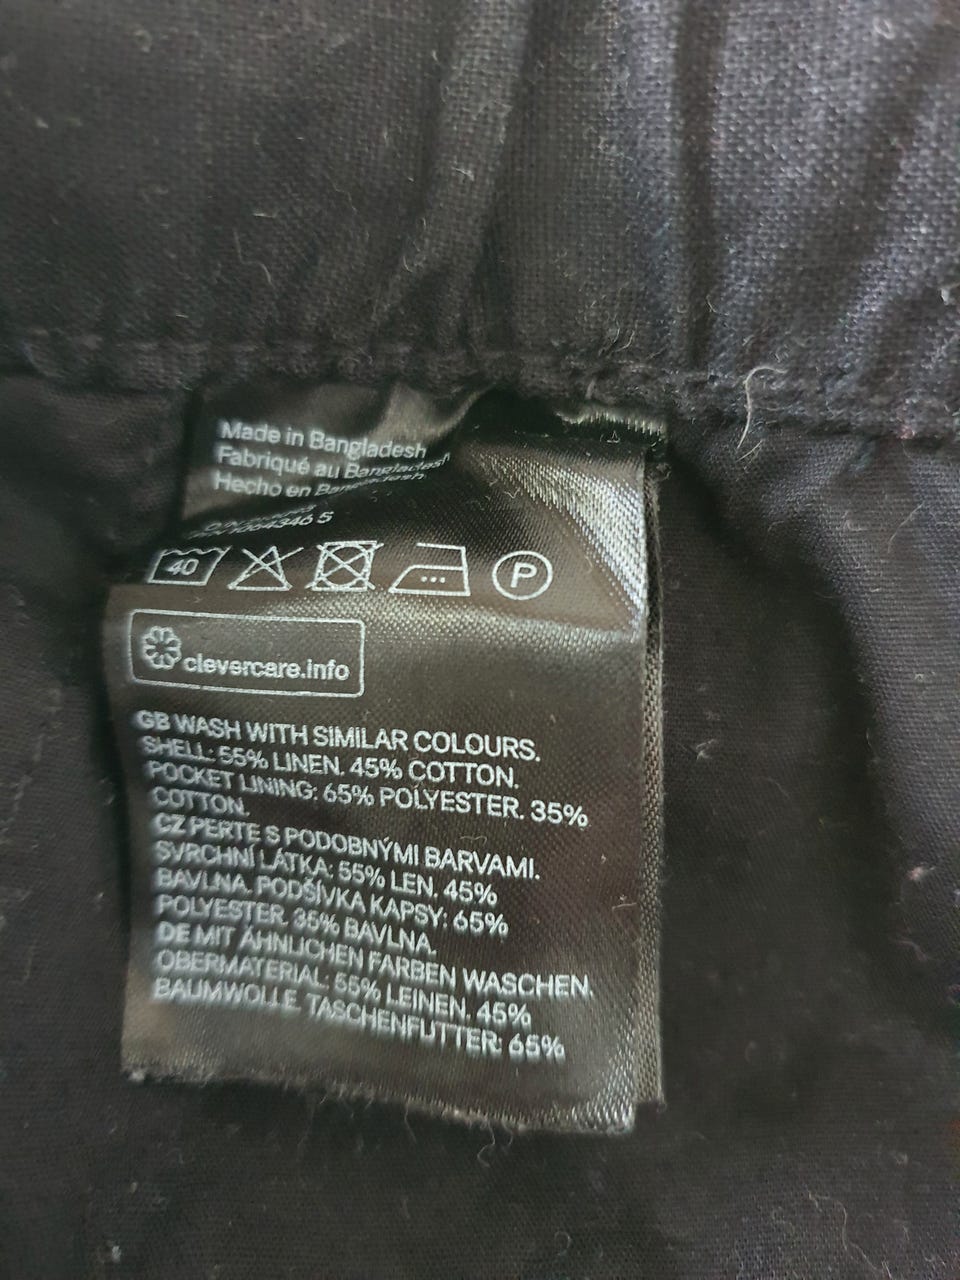 Made in Bangladesh
Fabriqué au Bangladesh
Hecho en Bangladesh
40
P
clevercare.info
GB WASH WITH SIMILAR COLOURS.
SHELL: 55% LINEN. 45% COTTON.
POCKET LINING: 65% POLYESTER. 35%
COTTON.
CZ PERTE S PODOBNÝMI BARVAMI.
SVRCHNÍ LÁTKA: 55% LEN. 45%
BAVLNA. PODŠÍVKA KAPSY: 65%
POLYESTER. 35% BAVLNA.
DE MIT ÄHNLICHEN FARBEN WASCHEN.
OBERMATERIAL: 55% LEINEN. 45%
BAUMWOLLE. TASCHENFUTTER: 65%